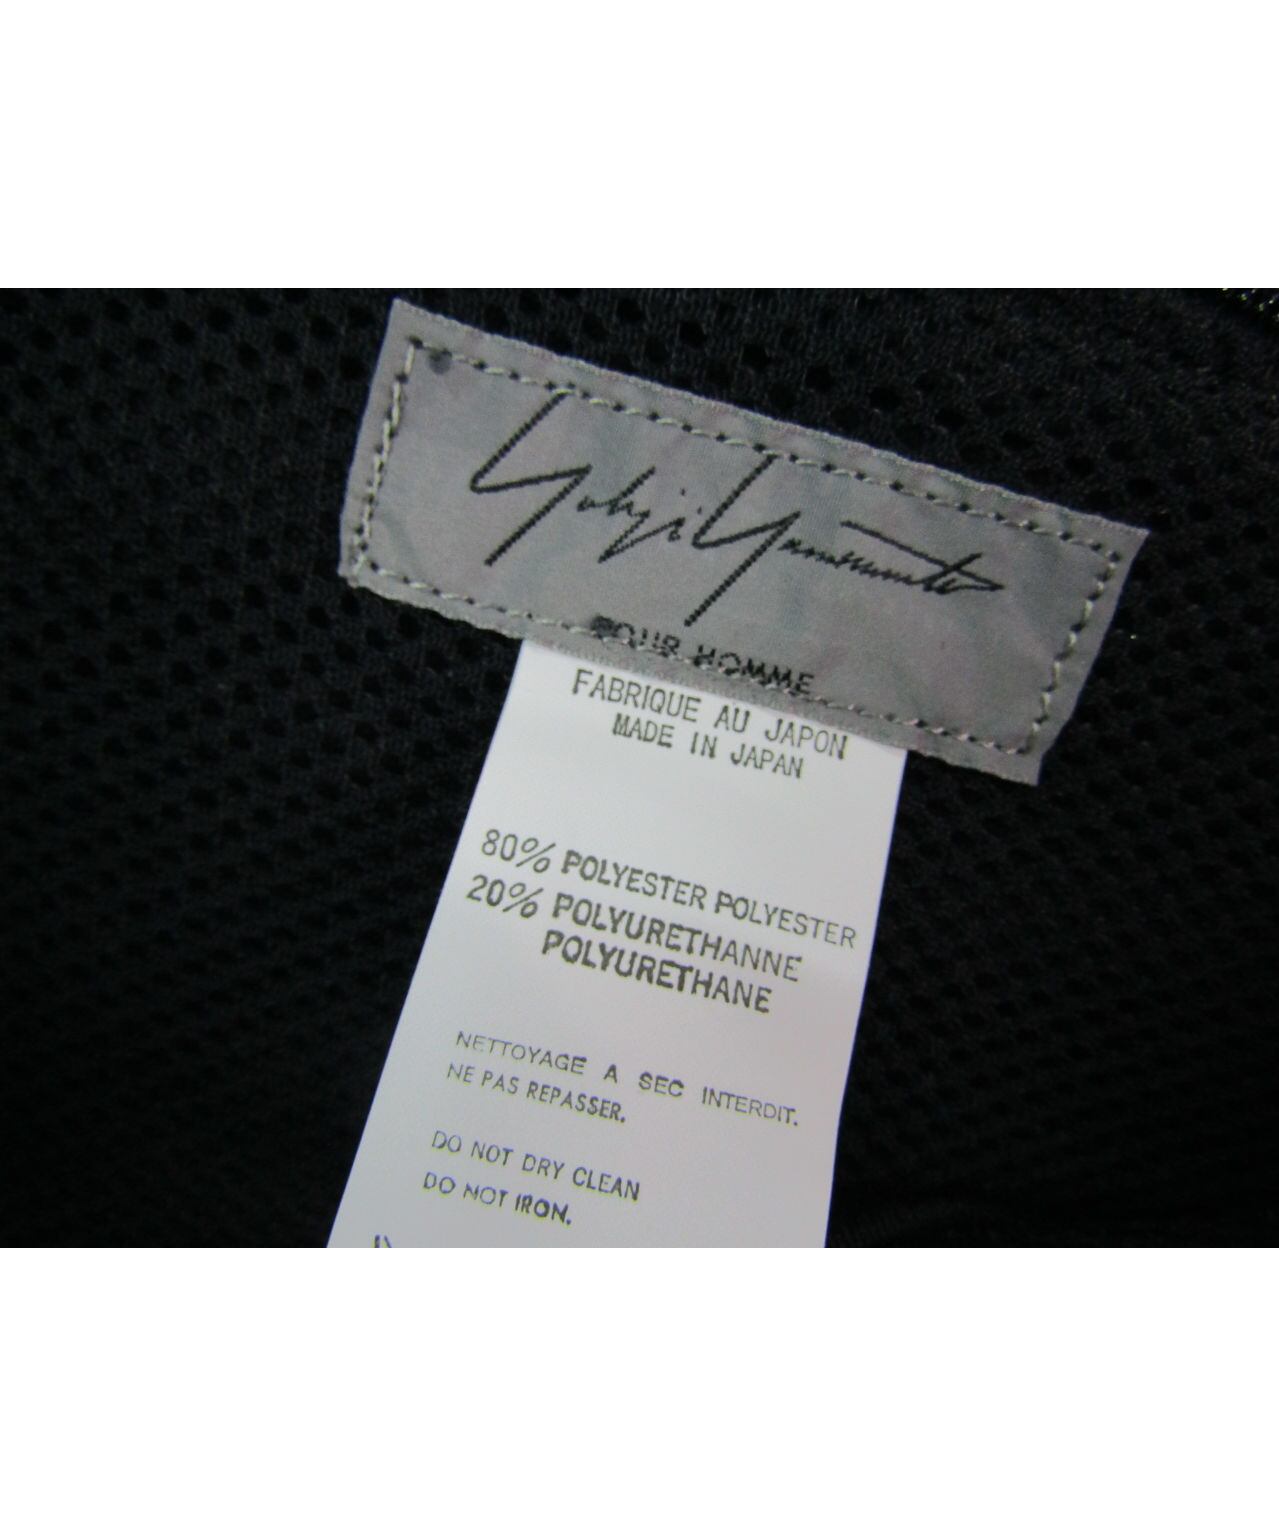 Yohji Yamamoto
POUR HOMME
FABRIQUE AU JAPON
MADE IN JAPAN
80% POLYESTER POLYESTER
20% POLYURETHANNE
POLYURETHANE
NETTOYAGE A SEC INTERDIT.
NE PAS REPASSER.
DO NOT DRY CLEAN
DO NOT IRON.